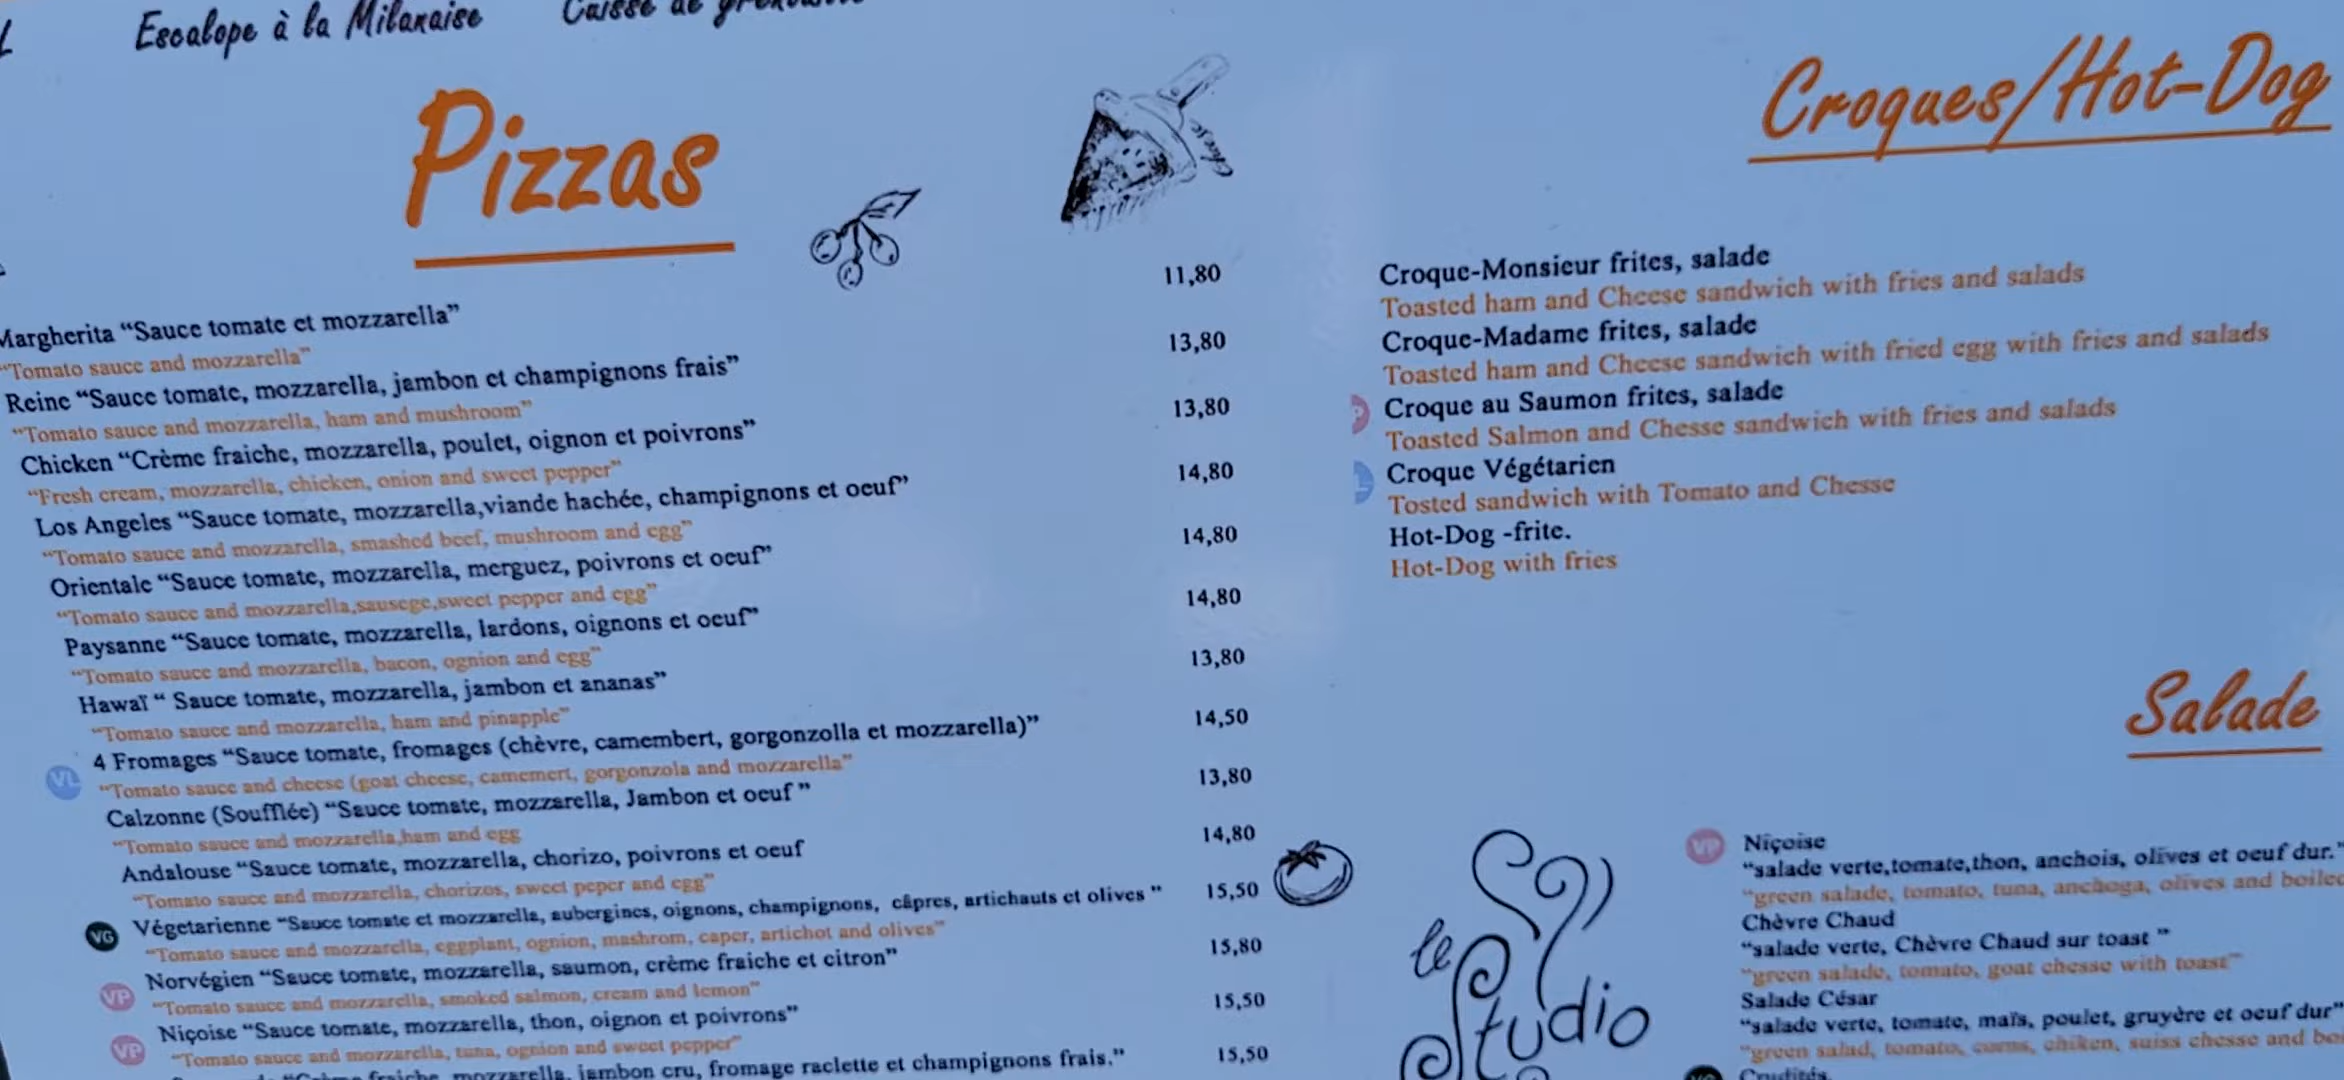 Escalope à la Milanaise
Cuisse de
Pizzas
Margherita “Sauce tomate et mozzarella” 11,80
“Tomato sauce and mozzarella”
Reine “Sauce tomate, mozzarella, jambon et champignons frais” 13,80
“Tomato sauce and mozzarella, ham and mushroom”
Chicken “Crème fraiche, mozzarella, poulet, oignon et poivrons” 13,80
“Fresh cream, mozzarella, chicken, onion and sweet pepper”
Los Angeles “Sauce tomate, mozzarella,viande hachée, champignons et oeuf” 14,80
“Tomato sauce and mozzarella, smashed beef, mushroom and egg”
Orientale “Sauce tomate, mozzarella, merguez, poivrons et oeuf” 14,80
“Tomato sauce and mozzarella,sausege,sweet pepper and egg”
Paysanne “Sauce tomate, mozzarella, lardons, oignons et oeuf” 14,80
“Tomato sauce and mozzarella, bacon, ognion and egg”
Hawaï “ Sauce tomate, mozzarella, jambon et ananas” 13,80
“Tomato sauce and mozzarella, ham and pinapple”
VL 4 Fromages “Sauce tomate, fromages (chèvre, camembert, gorgonzolla et mozzarella)” 14,50
“Tomato sauce and cheese (goat cheese, camemert, gorgonzola and mozzarella”
Calzonne (Soufflée) “Sauce tomate, mozzarella, Jambon et oeuf ” 13,80
“Tomato sauce and mozzarella,ham and egg
Andalouse “Sauce tomate, mozzarella, chorizo, poivrons et oeuf 14,80
“Tomato sauce and mozzarella, chorizos, sweet peper and egg”
VG Végetarienne “Sauce tomate et mozzarella, aubergines, oignons, champignons, câpres, artichauts et olives ” 15,50
“Tomato sauce and mozzarella, eggplant, ognion, mashrom, caper, artichot and olives”
VP Norvégien “Sauce tomate, mozzarella, saumon, crème fraiche et citron” 15,80
“Tomato sauce and mozzarella, smoked salmon, cream and lemon”
VP Niçoise “Sauce tomate, mozzarella, thon, oignon et poivrons” 15,50
“Tomato sauce and mozzarella, tuna, ognion and sweet pepper”
fraiche, mozzarella, jambon cru, fromage raclette et champignons frais.” 15,50
Croques/Hot-Dog
Croque-Monsieur frites, salade
Toasted ham and Cheese sandwich with fries and salads
Croque-Madame frites, salade
Toasted ham and Cheese sandwich with fried egg with fries and salads
Croque au Saumon frites, salade
Toasted Salmon and Chesse sandwich with fries and salads
Croque Végétarien
Tosted sandwich with Tomato and Chesse
Hot-Dog -frite.
Hot-Dog with fries
Salade
VP Niçoise
“salade verte,tomate,thon, anchois, olives et oeuf dur.”
“green salade, tomato, tuna, anchoga, olives and boiled
Chèvre Chaud
“salade verte, Chèvre Chaud sur toast ”
“green salade, tomato, goat chesse with toast”
Salade César
“salade verte, tomate, maïs, poulet, gruyère et oeuf dur”
“green salad, tomato, corns, chiken, suiss chesse and
Crudités.
le Studio